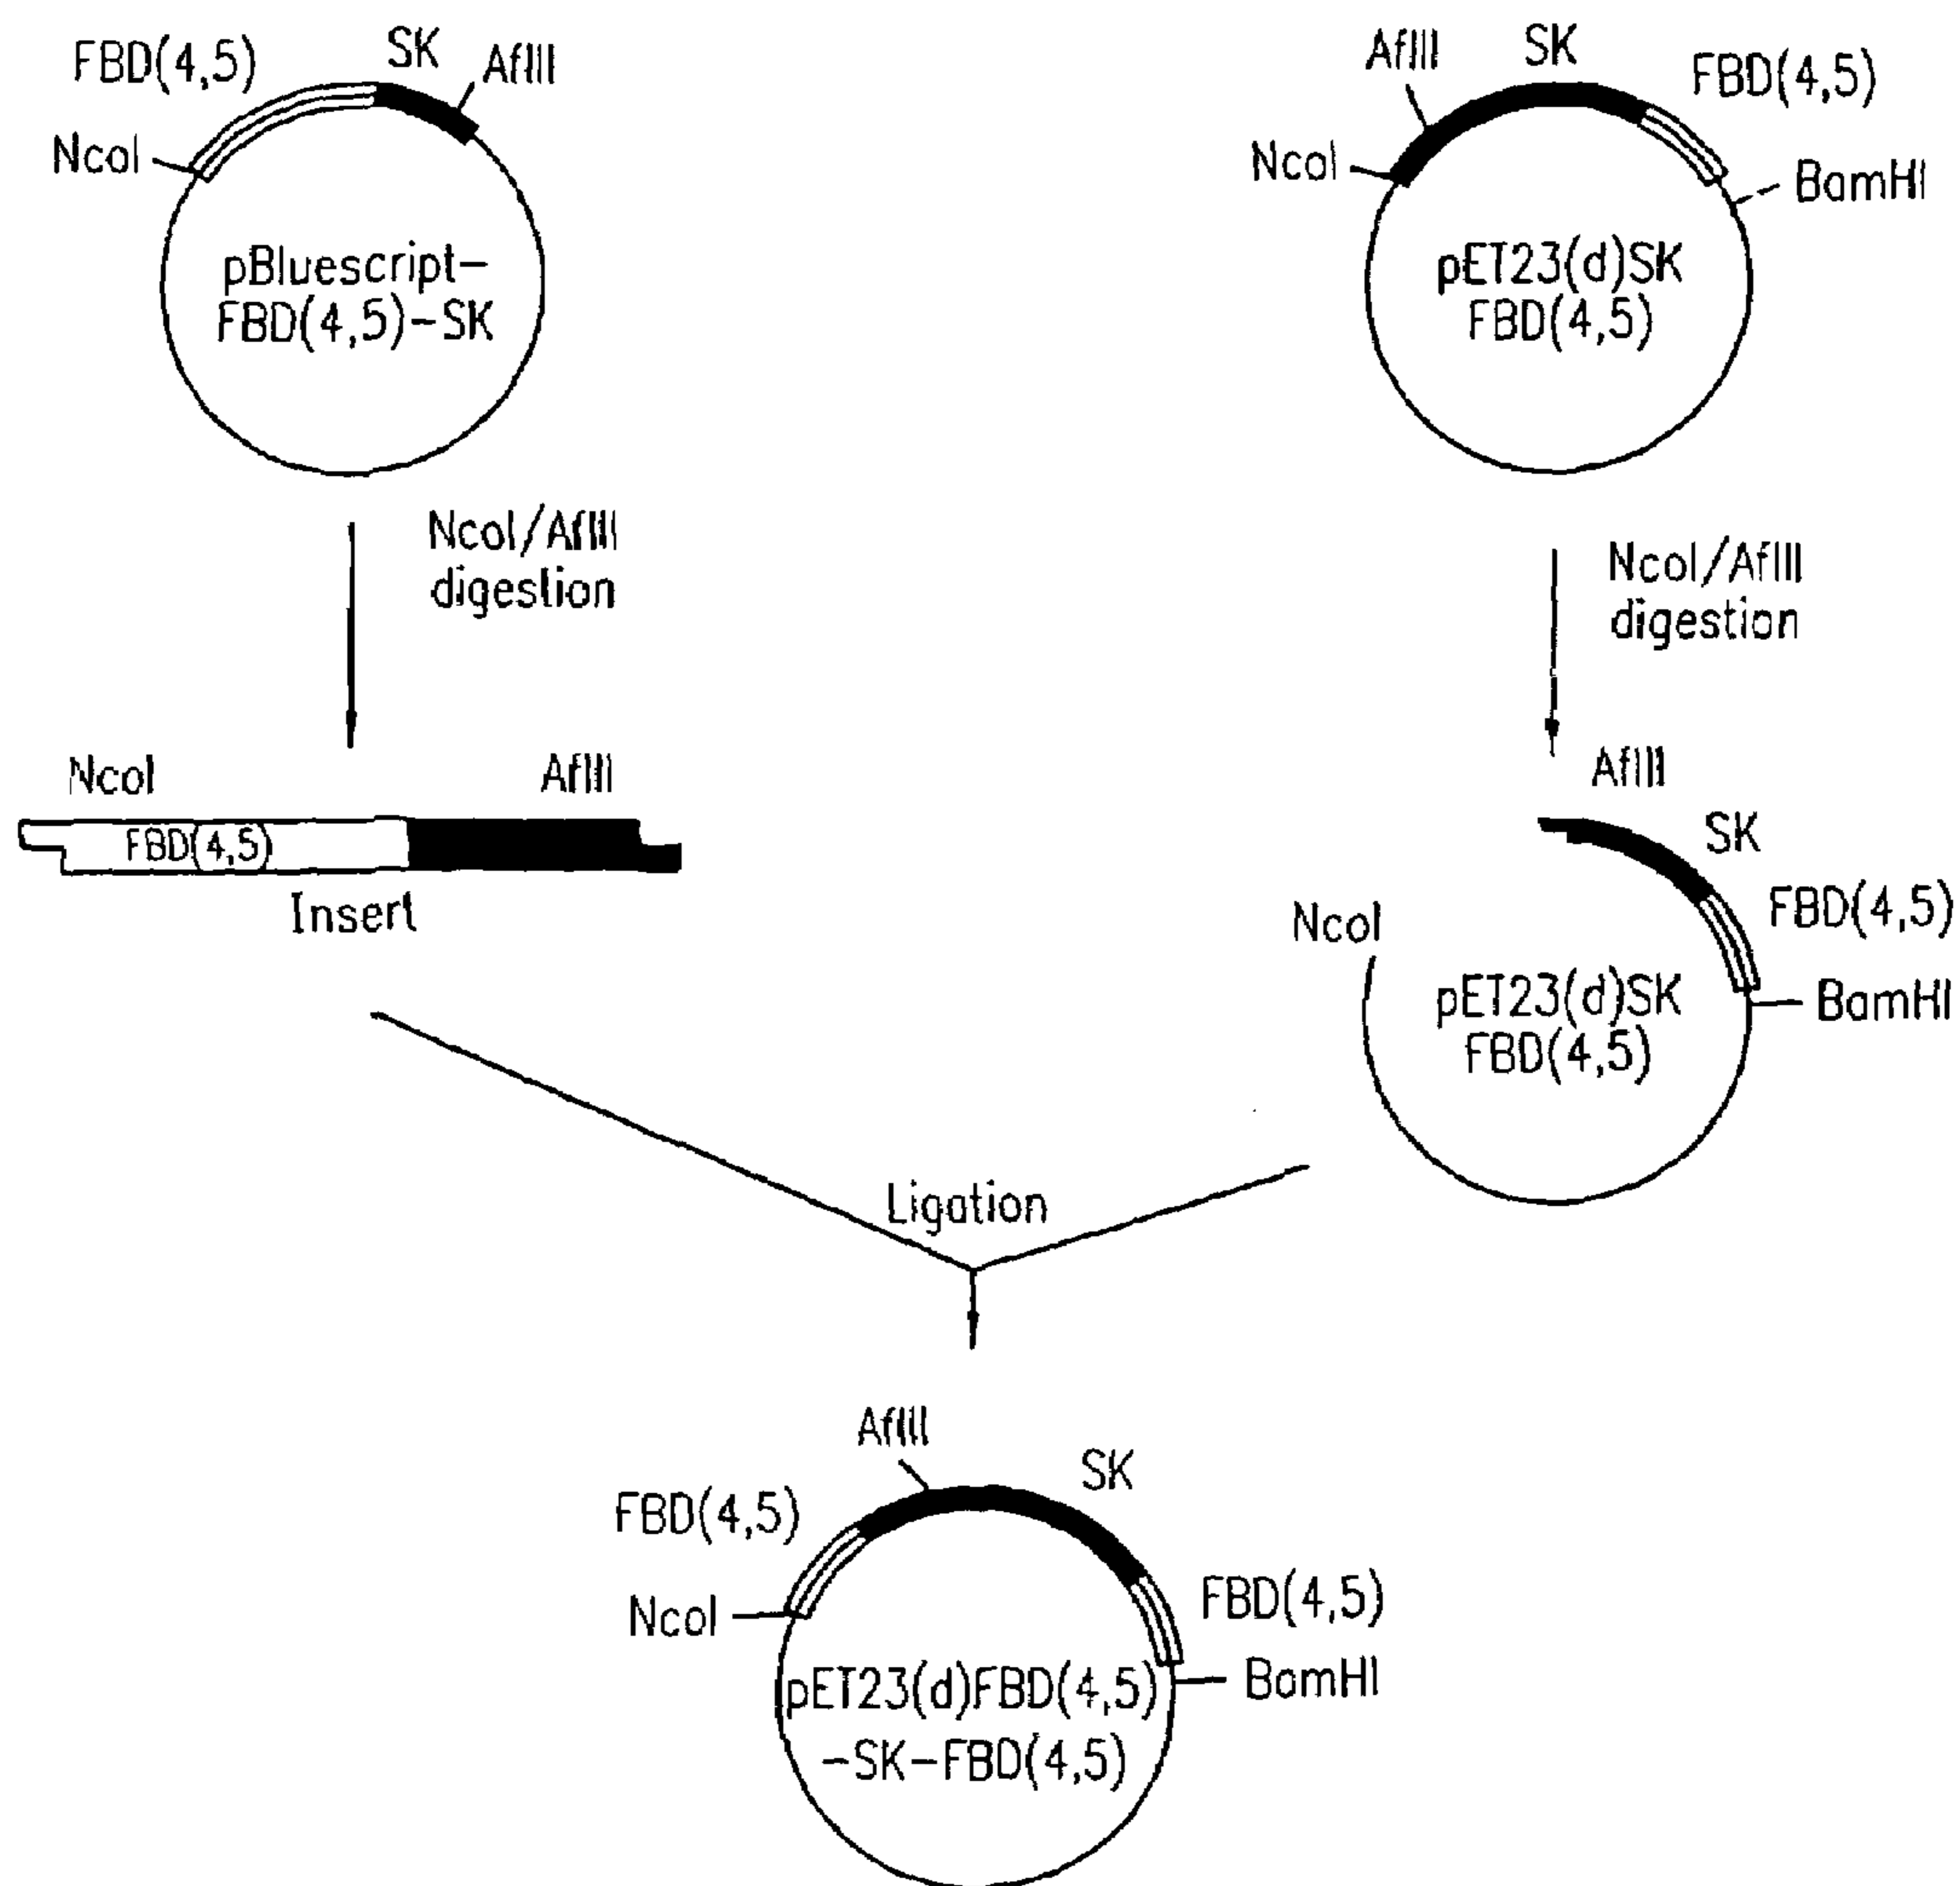 FBD(4,5)
SK
AflII
NcoI
pBluescript-
FBD(4,5)-SK
NcoI/AflII
digestion
AflII
SK
FBD(4,5)
NcoI
BamHI
pET23(d)SK
FBD(4,5)
NcoI/AflII
digestion
NcoI
AflII
FBD(4,5)
Insert
AflII
SK
FBD(4,5)
NcoI
BamHI
pET23(d)SK
FBD(4,5)
Ligation
AflII
SK
FBD(4,5)
FBD(4,5)
NcoI
BamHI
pET23(d)FBD(4,5)
-SK-FBD(4,5)